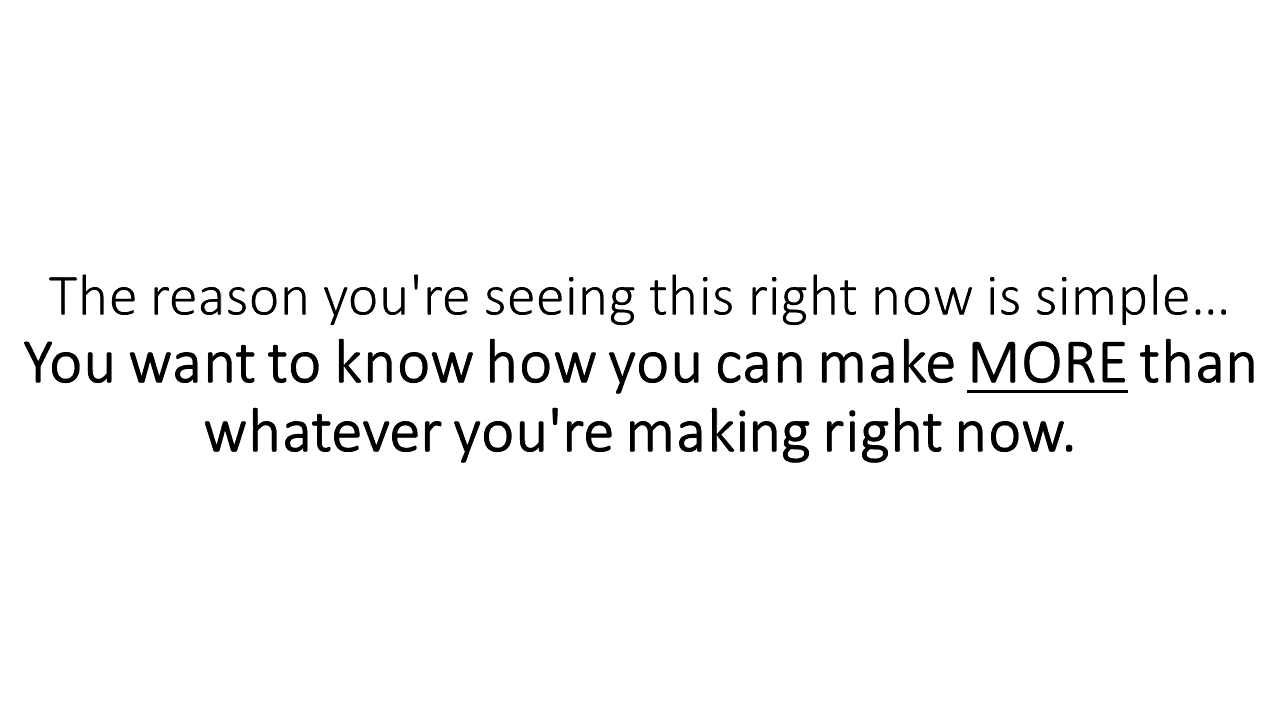 The reason you're seeing this right now is simple...
You want to know how you can make MORE than
whatever you're making right now.